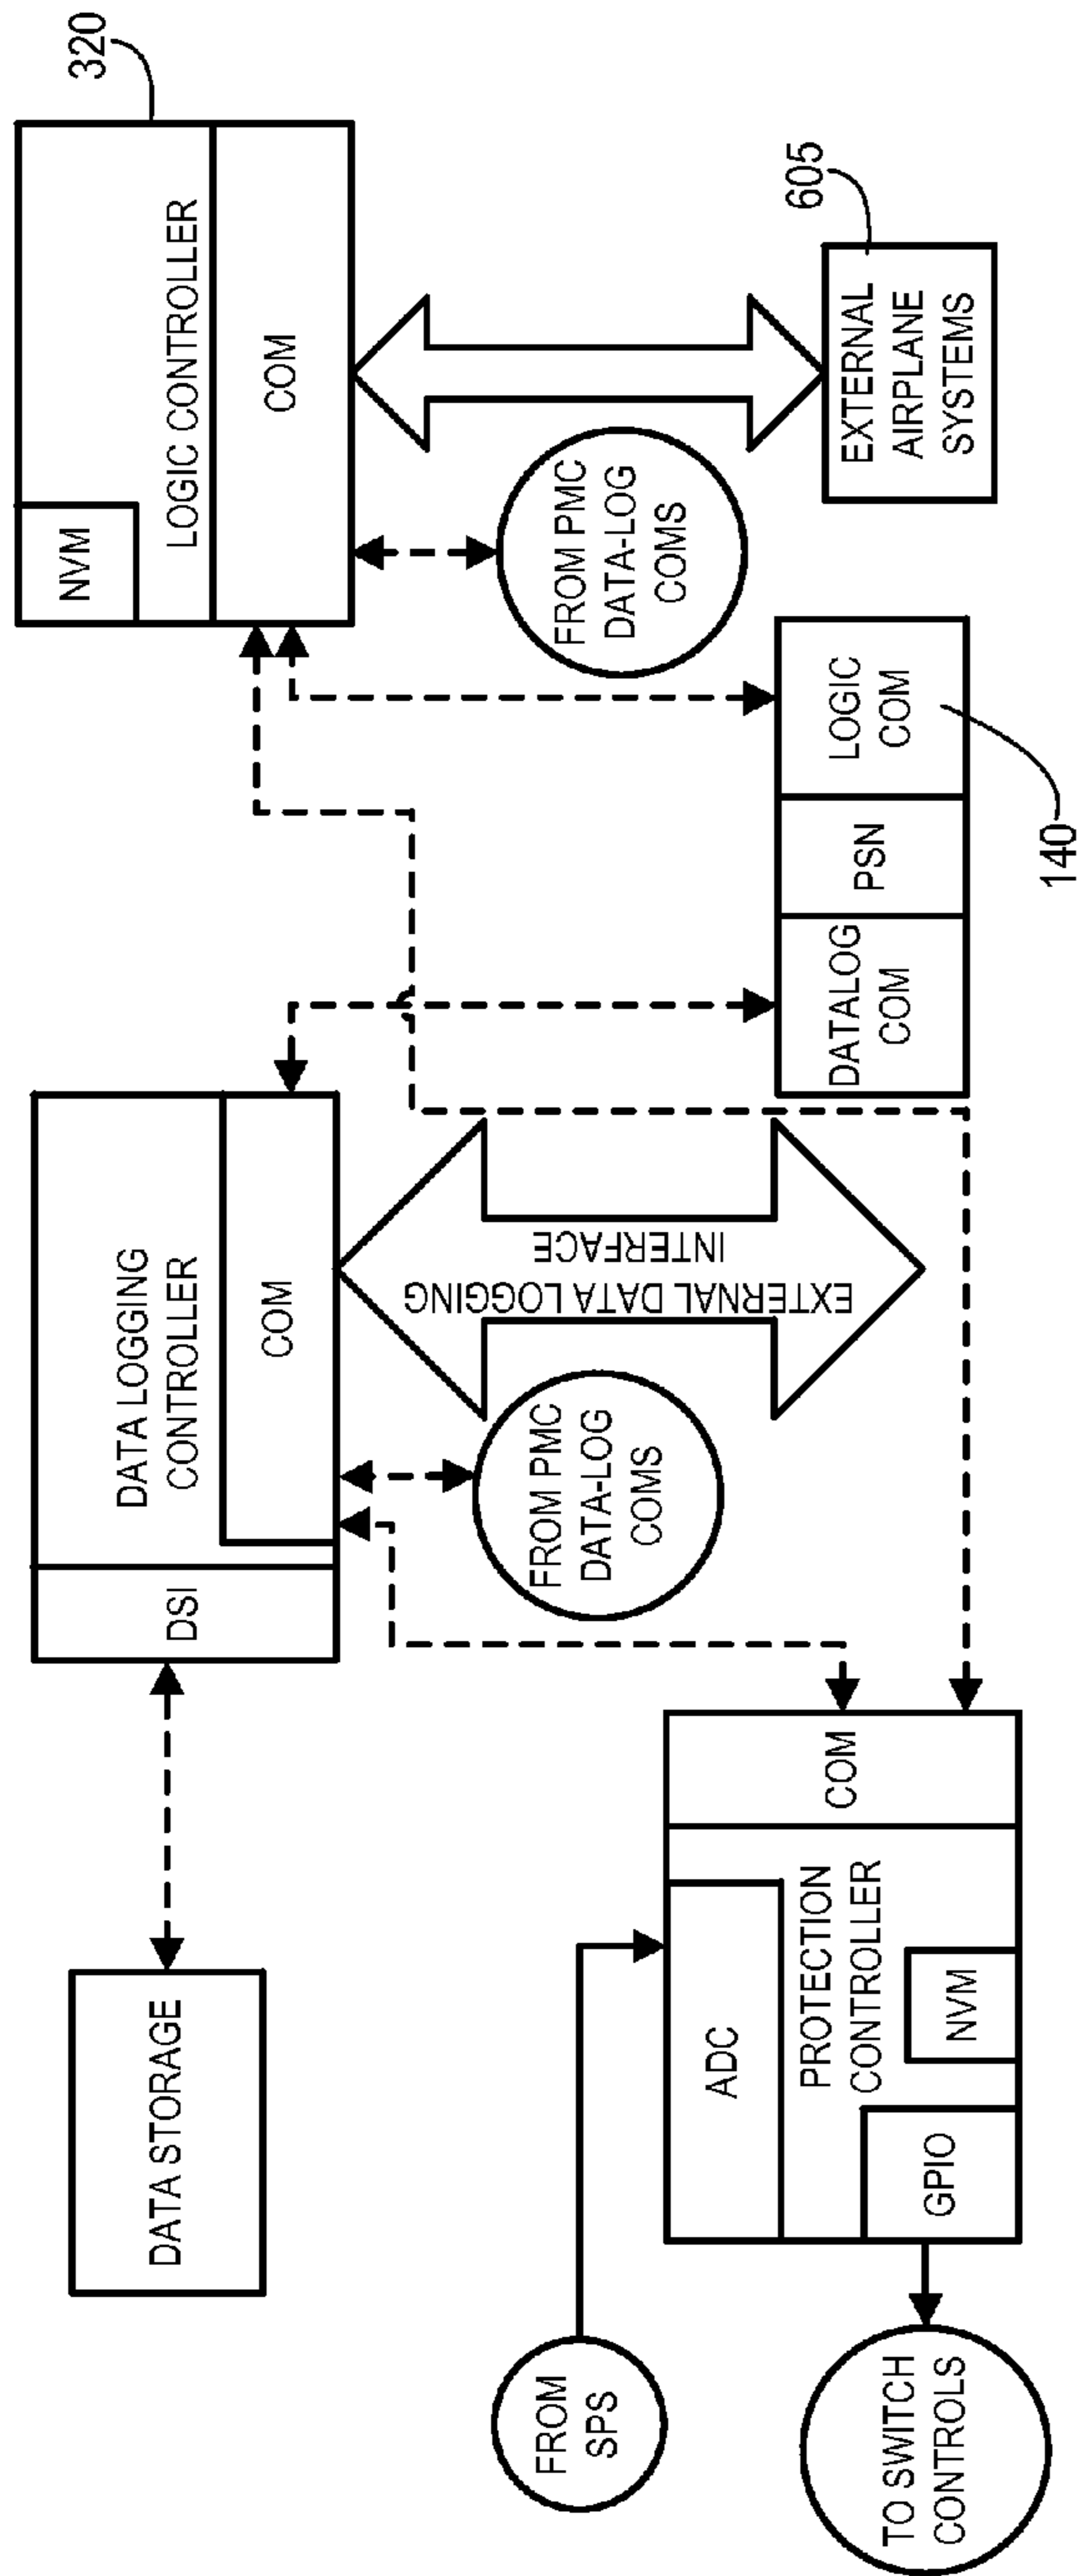 DATA STORAGE
DSI
DATA LOGGING
CONTROLLER
COM
NVM
LOGIC CONTROLLER
COM
320
FROM PMC
DATA-LOG
COMS
EXTERNAL DATA LOGGING
INTERFACE
FROM PMC
DATA-LOG
COMS
FROM
SPS
TO SWITCH
CONTROLS
ADC
PROTECTION
CONTROLLER
GPIO
NVM
COM
DATALOG
COM
PSN
LOGIC
COM
140
EXTERNAL
AIRPLANE
SYSTEMS
605